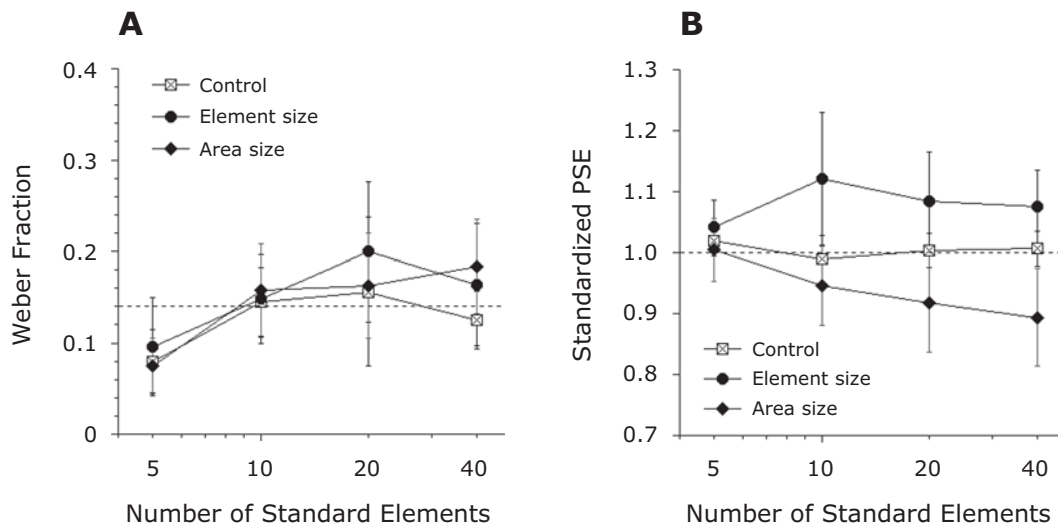 A
Weber Fraction
0.4
0.3
0.2
0.1
0
Control
Element size
Area size
5 10 20 40
Number of Standard Elements
B
Standardized PSE
1.3
1.2
1.1
1.0
0.9
0.8
0.7
Control
Element size
Area size
5 10 20 40
Number of Standard Elements